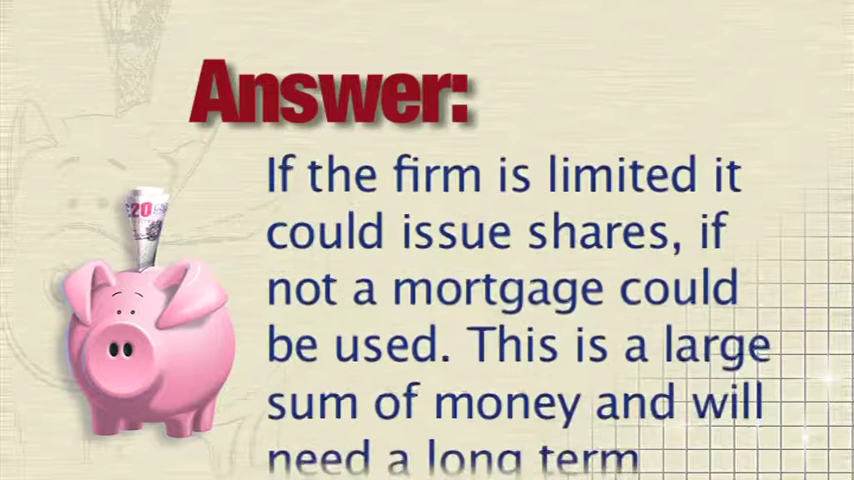 Answer:
If the firm is limited it
could issue shares, if
not a mortgage could
be used. This is a large
sum of money and will
need a long term
£20